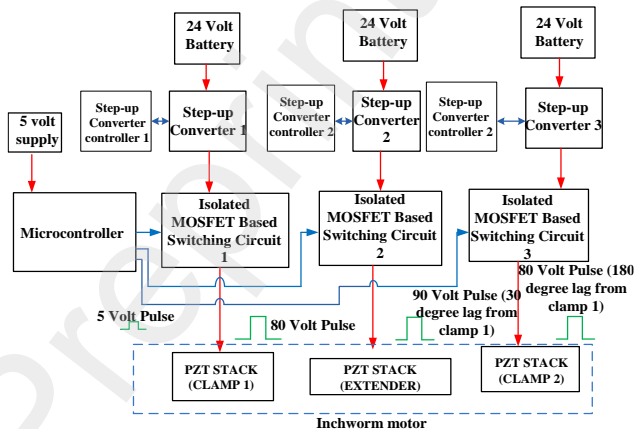 24 Volt
Battery
24 Volt
Battery
24 Volt
Battery
5 volt
supply
Step-up
Converter
controller 1
Step-up
Converter 1
Step-up
Converter
controller 2
Step-up
Converter
2
Step-up
Converter
controller 2
Step-up
Converter 3
Microcontroller
Isolated
MOSFET Based
Switching Circuit
1
Isolated
MOSFET Based
Switching Circuit
2
Isolated
MOSFET Based
Switching Circuit
3
5 Volt Pulse
80 Volt Pulse
90 Volt Pulse (30
degree lag from
clamp 1)
80 Volt Pulse (180
degree lag from
clamp 1)
PZT STACK
(CLAMP 1)
PZT STACK
(EXTENDER)
PZT STACK
(CLAMP 2)
Inchworm motor
Preprin